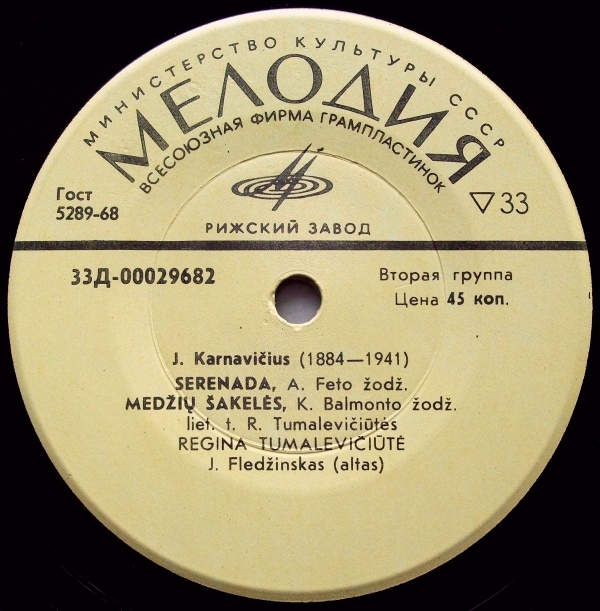 МИНИСТЕРСТВО КУЛЬТУРЫ СССР
МЕЛОДИЯ
ВСЕСОЮЗНАЯ ФИРМА ГРАМПЛАСТИНОК
Гост
5289-68
▽33
РИЖСКИЙ ЗАВОД
33Д-00029682
Вторая группа
Цена 45 коп.
J. Karnavičius (1884—1941)
SERENADA, A. Feto žodž.
MEDŽIŲ ŠAKELĖS, K. Balmonto žodž.
liet. t. R. Tumalevičiūtės
REGINA TUMALEVIČIŪTĖ
J. Fledžinskas (altas)